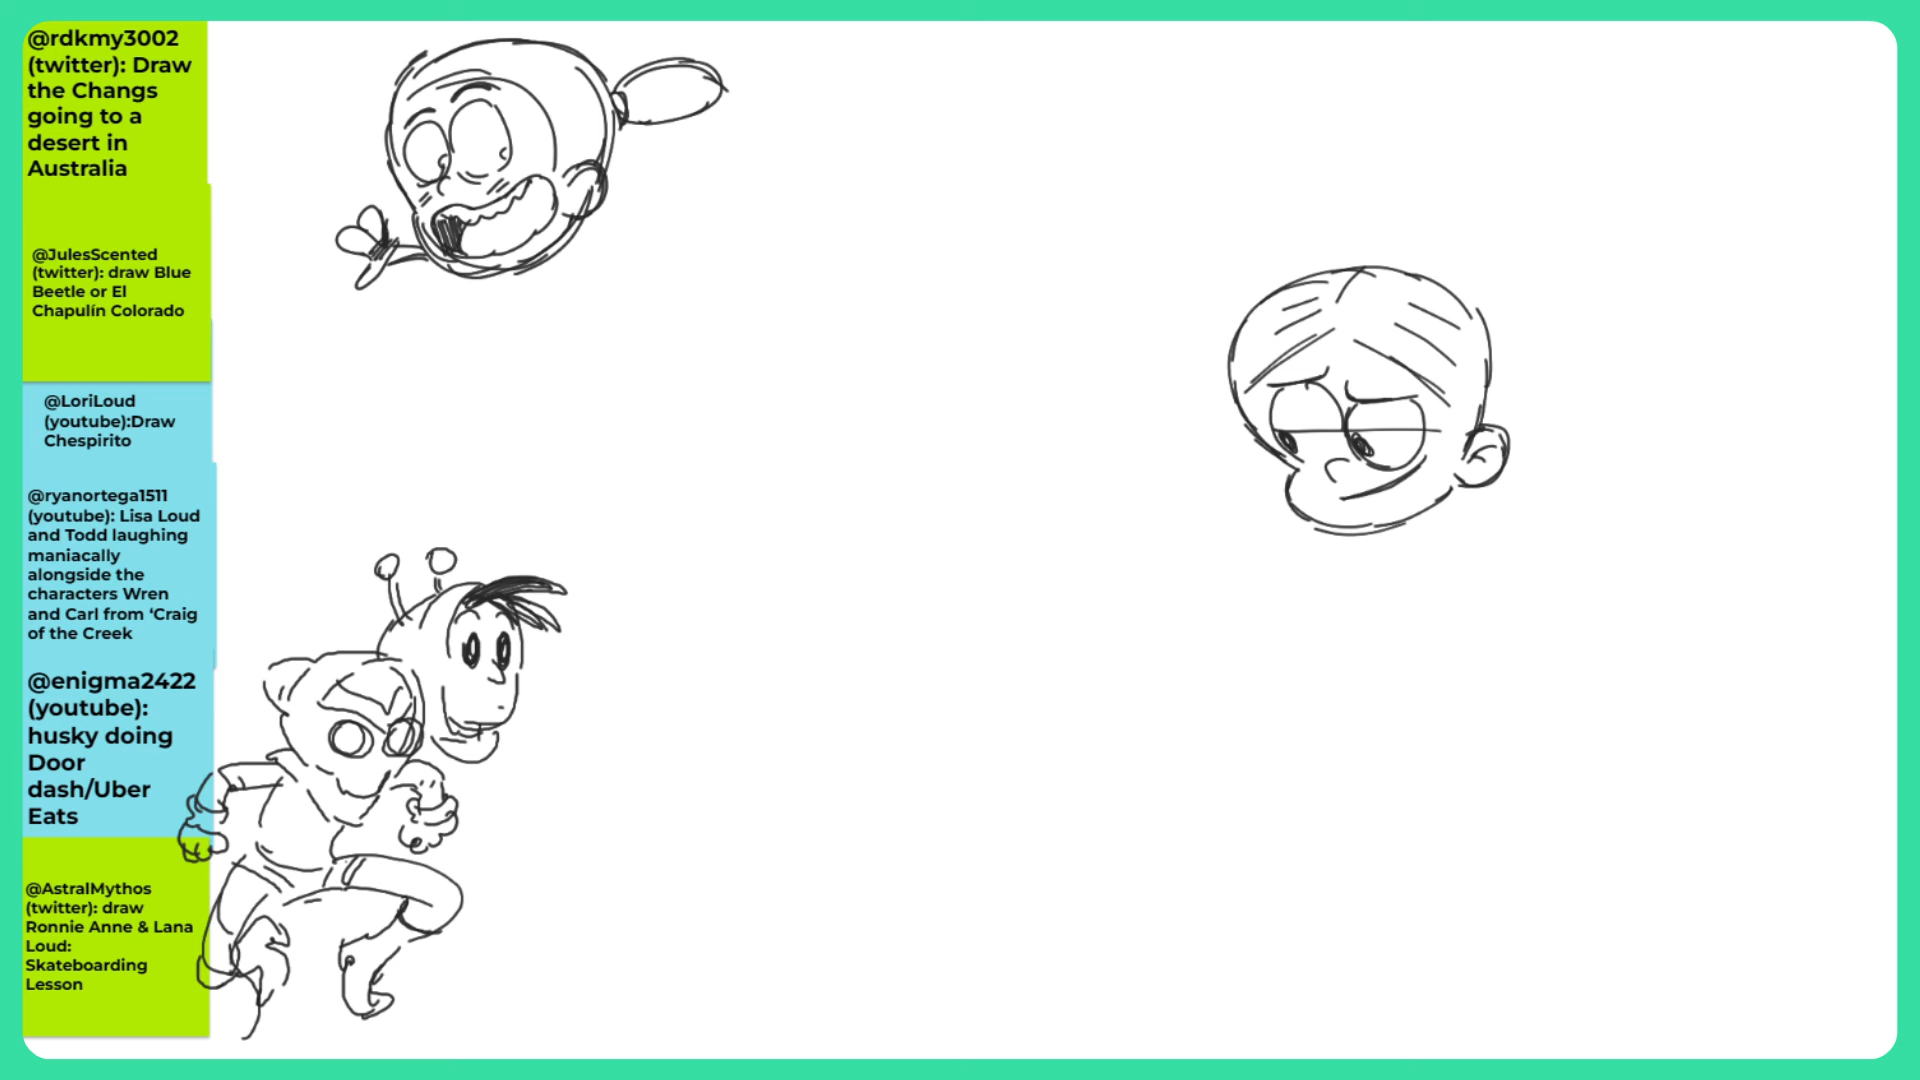 @rdkmy3002
(twitter): Draw
the Changs
going to a
desert in
Australia
@JulesScented
(twitter): draw Blue
Beetle or El
Chapulín Colorado
@LoriLoud
(youtube):Draw
Chespirito
@ryanortega1511
(youtube): Lisa Loud
and Todd laughing
maniacally
alongside the
characters Wren
and Carl from ‘Craig
of the Creek
@enigma2422
(youtube):
husky doing
Door
dash/Uber
Eats
@AstralMythos
(twitter): draw
Ronnie Anne & Lana
Loud:
Skateboarding
Lesson